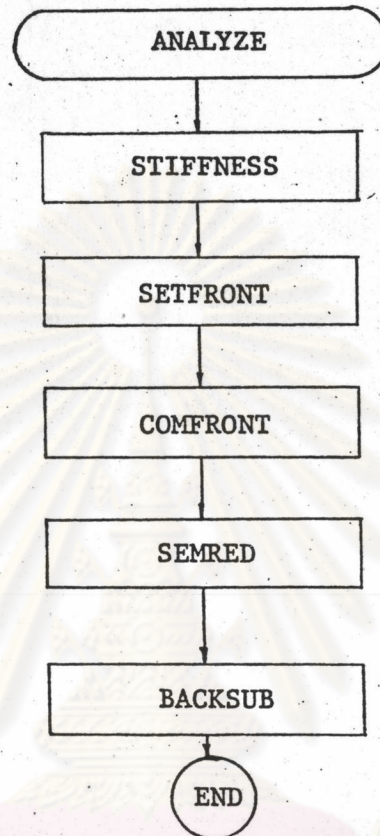 ANALYZE
STIFFNESS
SETFRONT
COMFRONT
SEMRED
BACKSUB
END